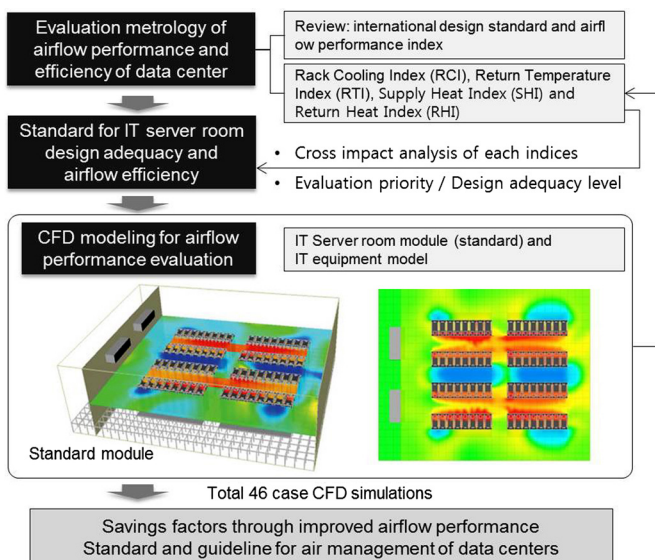 Evaluation metrology of
airflow performance and
efficiency of data center
Review: international design standard and airfl
ow performance index
Rack Cooling Index (RCI), Return Temperature
Index (RTI), Supply Heat Index (SHI) and
Return Heat Index (RHI)
Standard for IT server room
design adequacy and
airflow efficiency
• Cross impact analysis of each indices
• Evaluation priority / Design adequacy level
CFD modeling for airflow
performance evaluation
IT Server room module (standard) and
IT equipment model
Standard module
Total 46 case CFD simulations
Savings factors through improved airflow performance
Standard and guideline for air management of data centers